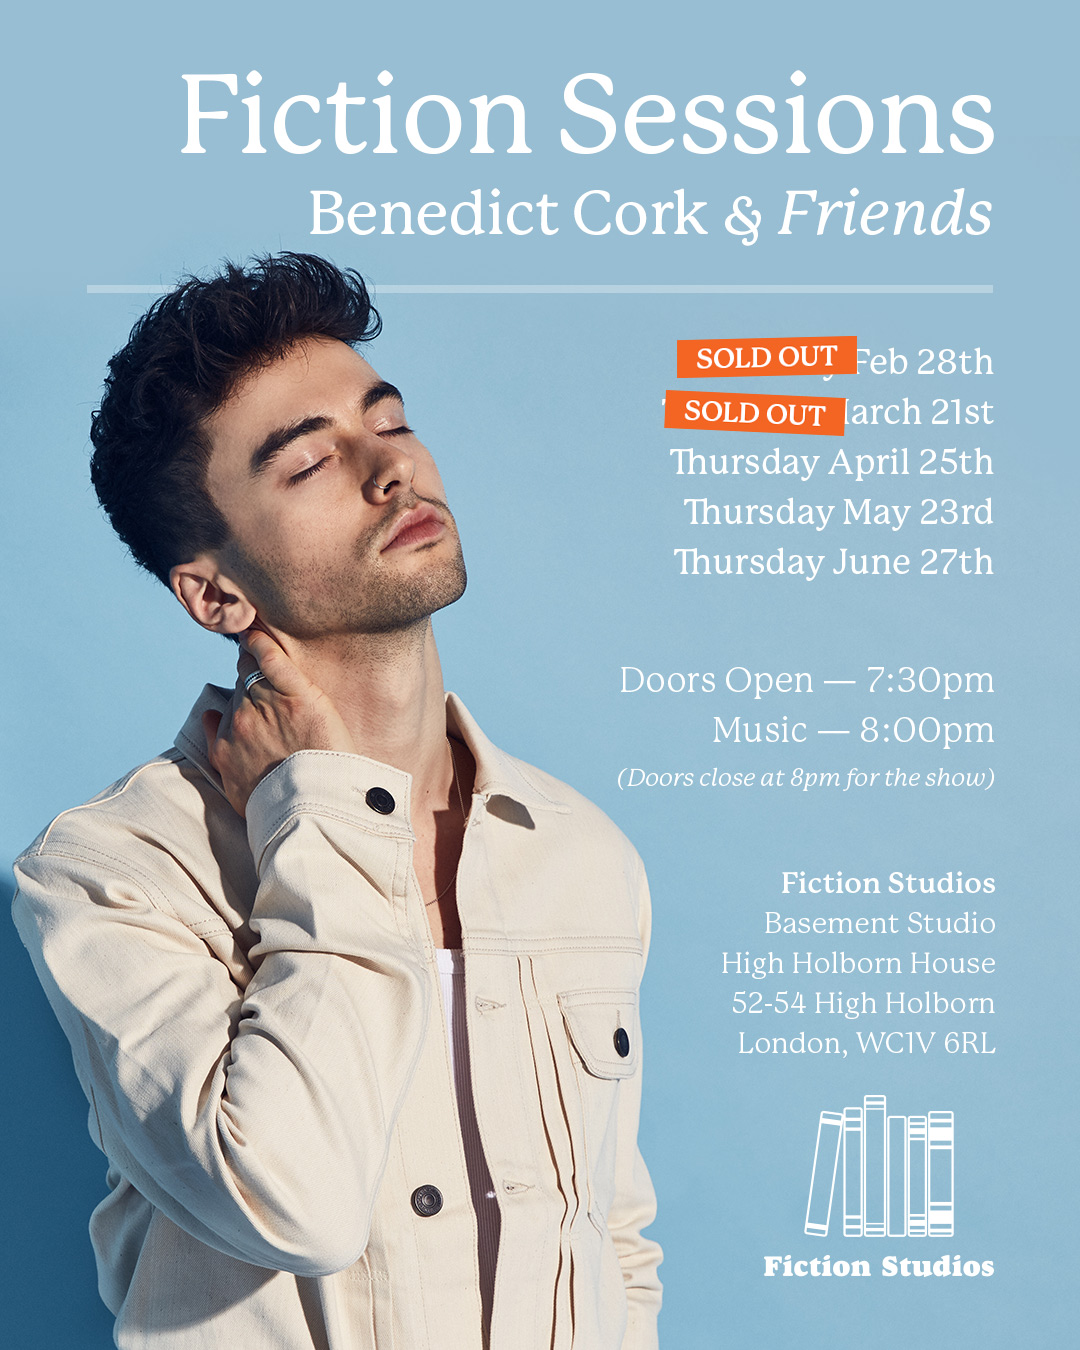 Fiction Sessions
Benedict Cork & Friends
SOLD OUT Feb 28th
SOLD OUT March 21st
Thursday April 25th
Thursday May 23rd
Thursday June 27th
Doors Open — 7:30pm
Music — 8:00pm
(Doors close at 8pm for the show)
Fiction Studios
Basement Studio
High Holborn House
52-54 High Holborn
London, WC1V 6RL
Fiction Studios